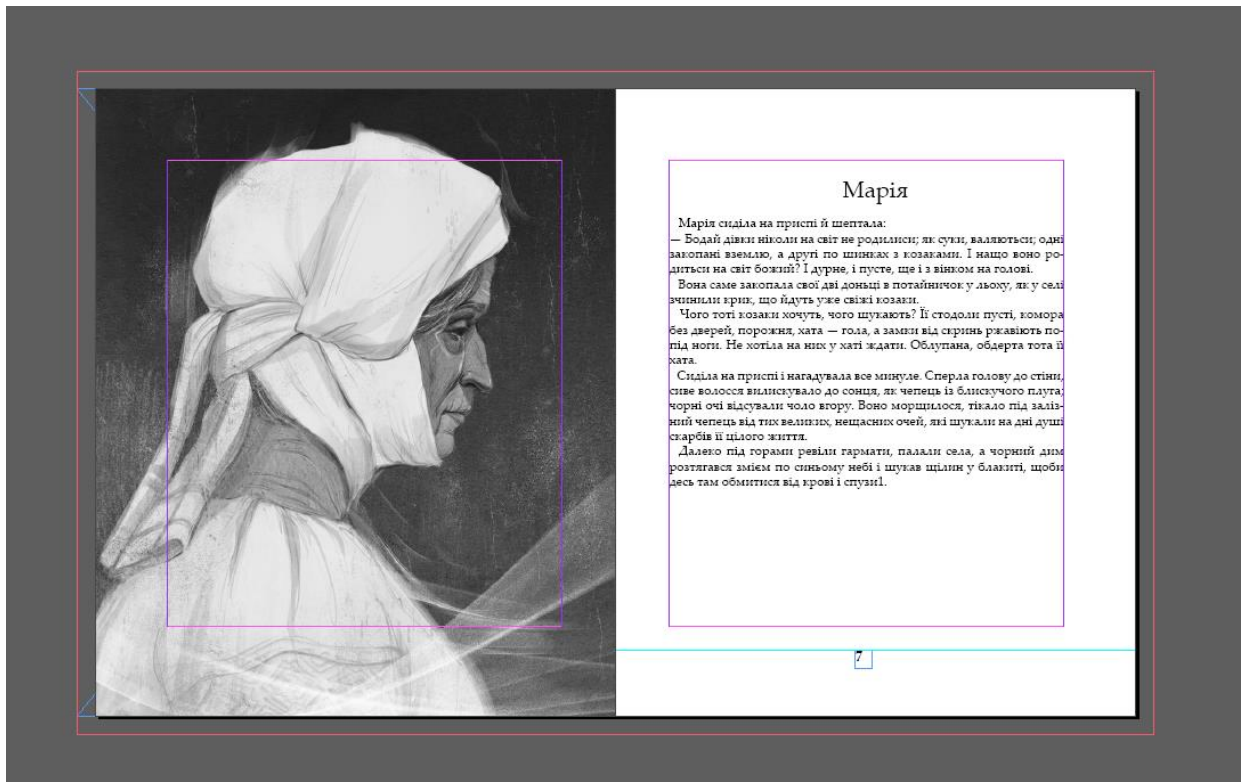 Марія
Марія сиділа на приспі й шептала:
— Бодай дівки ніколи на світ не родилиси; як суки, валяютьси; одні
закопані вземлю, а другі по шинках з козаками. І нащо воно ро-
диться на світ божий? І дурне, і пусте, ще і з вінком на голові.
Вона саме закопала свої дві доньці в потайничок у льоху, як у селі
зчинили крик, що йдуть уже свіжі козаки.
Чого тоті козаки хочуть, чого шукають? Її стодоли пусті, комора
без дверей, порожня, хата — гола, а замки від скринь ржавіють по-
під ноги. Не хотіла на них у хаті ждати. Облупана, обдерта тота її
хата.
Сиділа на приспі і нагадувала все минуле. Сперла голову до стіни,
сиве волосся вилискувало до сонця, як чепець із блискучого плуга;
чорні очі відсували чоло вгору. Воно морщилося, тікало під заліз-
ний чепець від тих великих, нещасних очей, які шукали на дні душі
скарбів її цілого життя.
Далеко під горами ревіли гармати, палали села, а чорний дим
розтягався змієм по синьому небі і шукав щілин у блакиті, щоби
десь там обмитися від крові і спузи1.
7